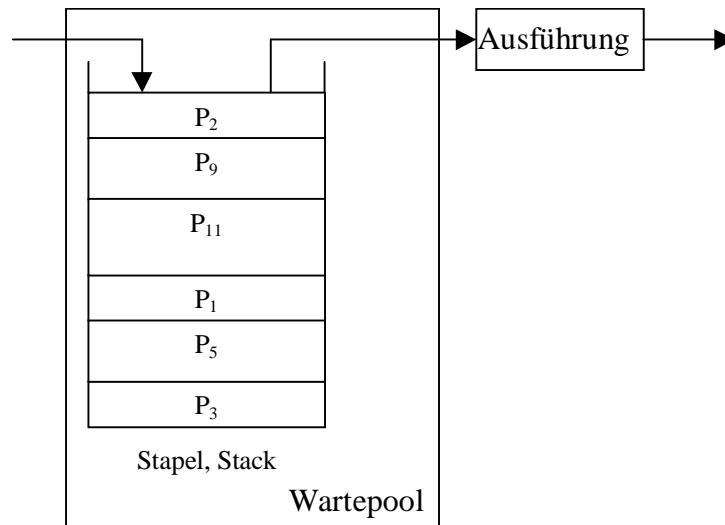 Ausführung
P₂
P₉
P₁₁
P₁
P₅
P₃
Stapel, Stack
Wartepool